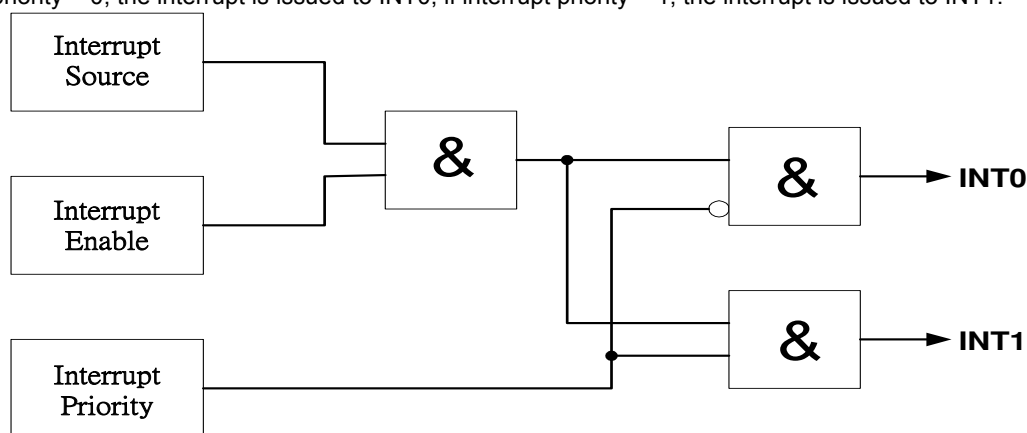 priority = 0, the interrupt is issued to INT0, if interrupt priority = 1, the interrupt is issued to INT1.
Interrupt
Source
&
&
INT0
Interrupt
Enable
&
INT1
Interrupt
Priority